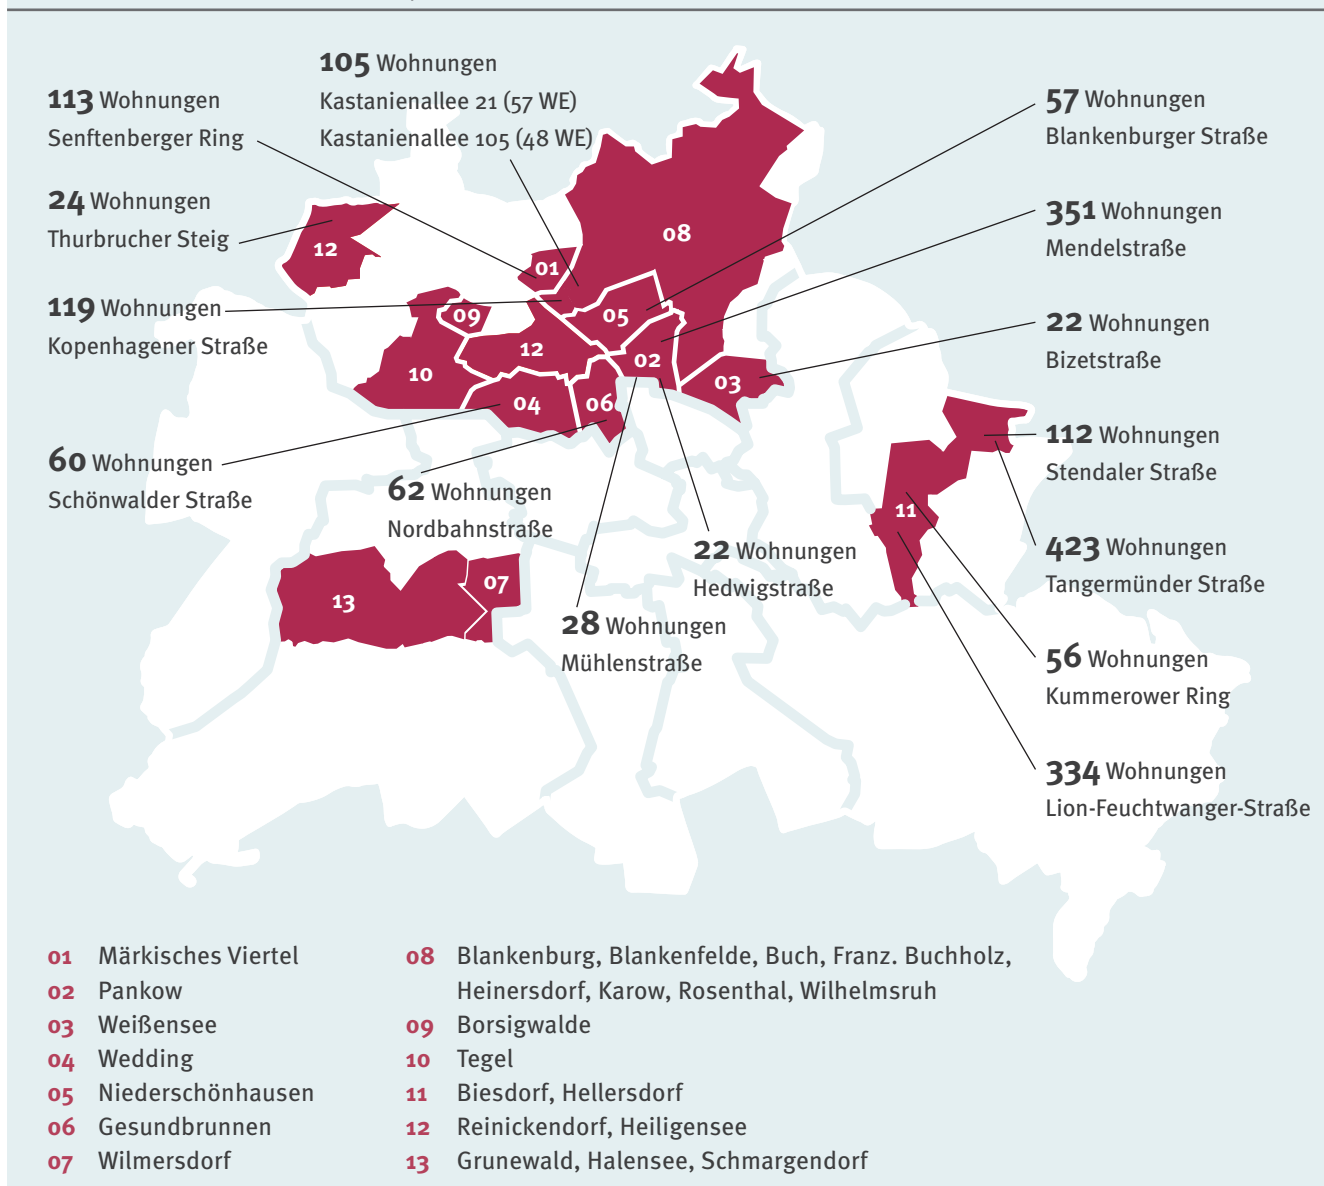 105 Wohnungen
Kastanienallee 21 (57 WE)
Kastanienallee 105 (48 WE)
113 Wohnungen
Senftenberger Ring
24 Wohnungen
Thurbrucher Steig
119 Wohnungen
Kopenhagener Straße
60 Wohnungen
Schönwalder Straße
62 Wohnungen
Nordbahnstraße
28 Wohnungen
Mühlenstraße
22 Wohnungen
Hedwigstraße
57 Wohnungen
Blankenburger Straße
351 Wohnungen
Mendelstraße
22 Wohnungen
Bizetstraße
112 Wohnungen
Stendaler Straße
423 Wohnungen
Tangermünder Straße
56 Wohnungen
Kummerower Ring
334 Wohnungen
Lion-Feuchtwanger-Straße
08
12
01
09
05
12
10
02
03
04
06
11
07
13
01 Märkisches Viertel
02 Pankow
03 Weißensee
04 Wedding
05 Niederschönhausen
06 Gesundbrunnen
07 Wilmersdorf
08 Blankenburg, Blankenfelde, Buch, Franz. Buchholz,
Heinersdorf, Karow, Rosenthal, Wilhelmsruh
09 Borsigwalde
10 Tegel
11 Biesdorf, Hellersdorf
12 Reinickendorf, Heiligensee
13 Grunewald, Halensee, Schmargendorf